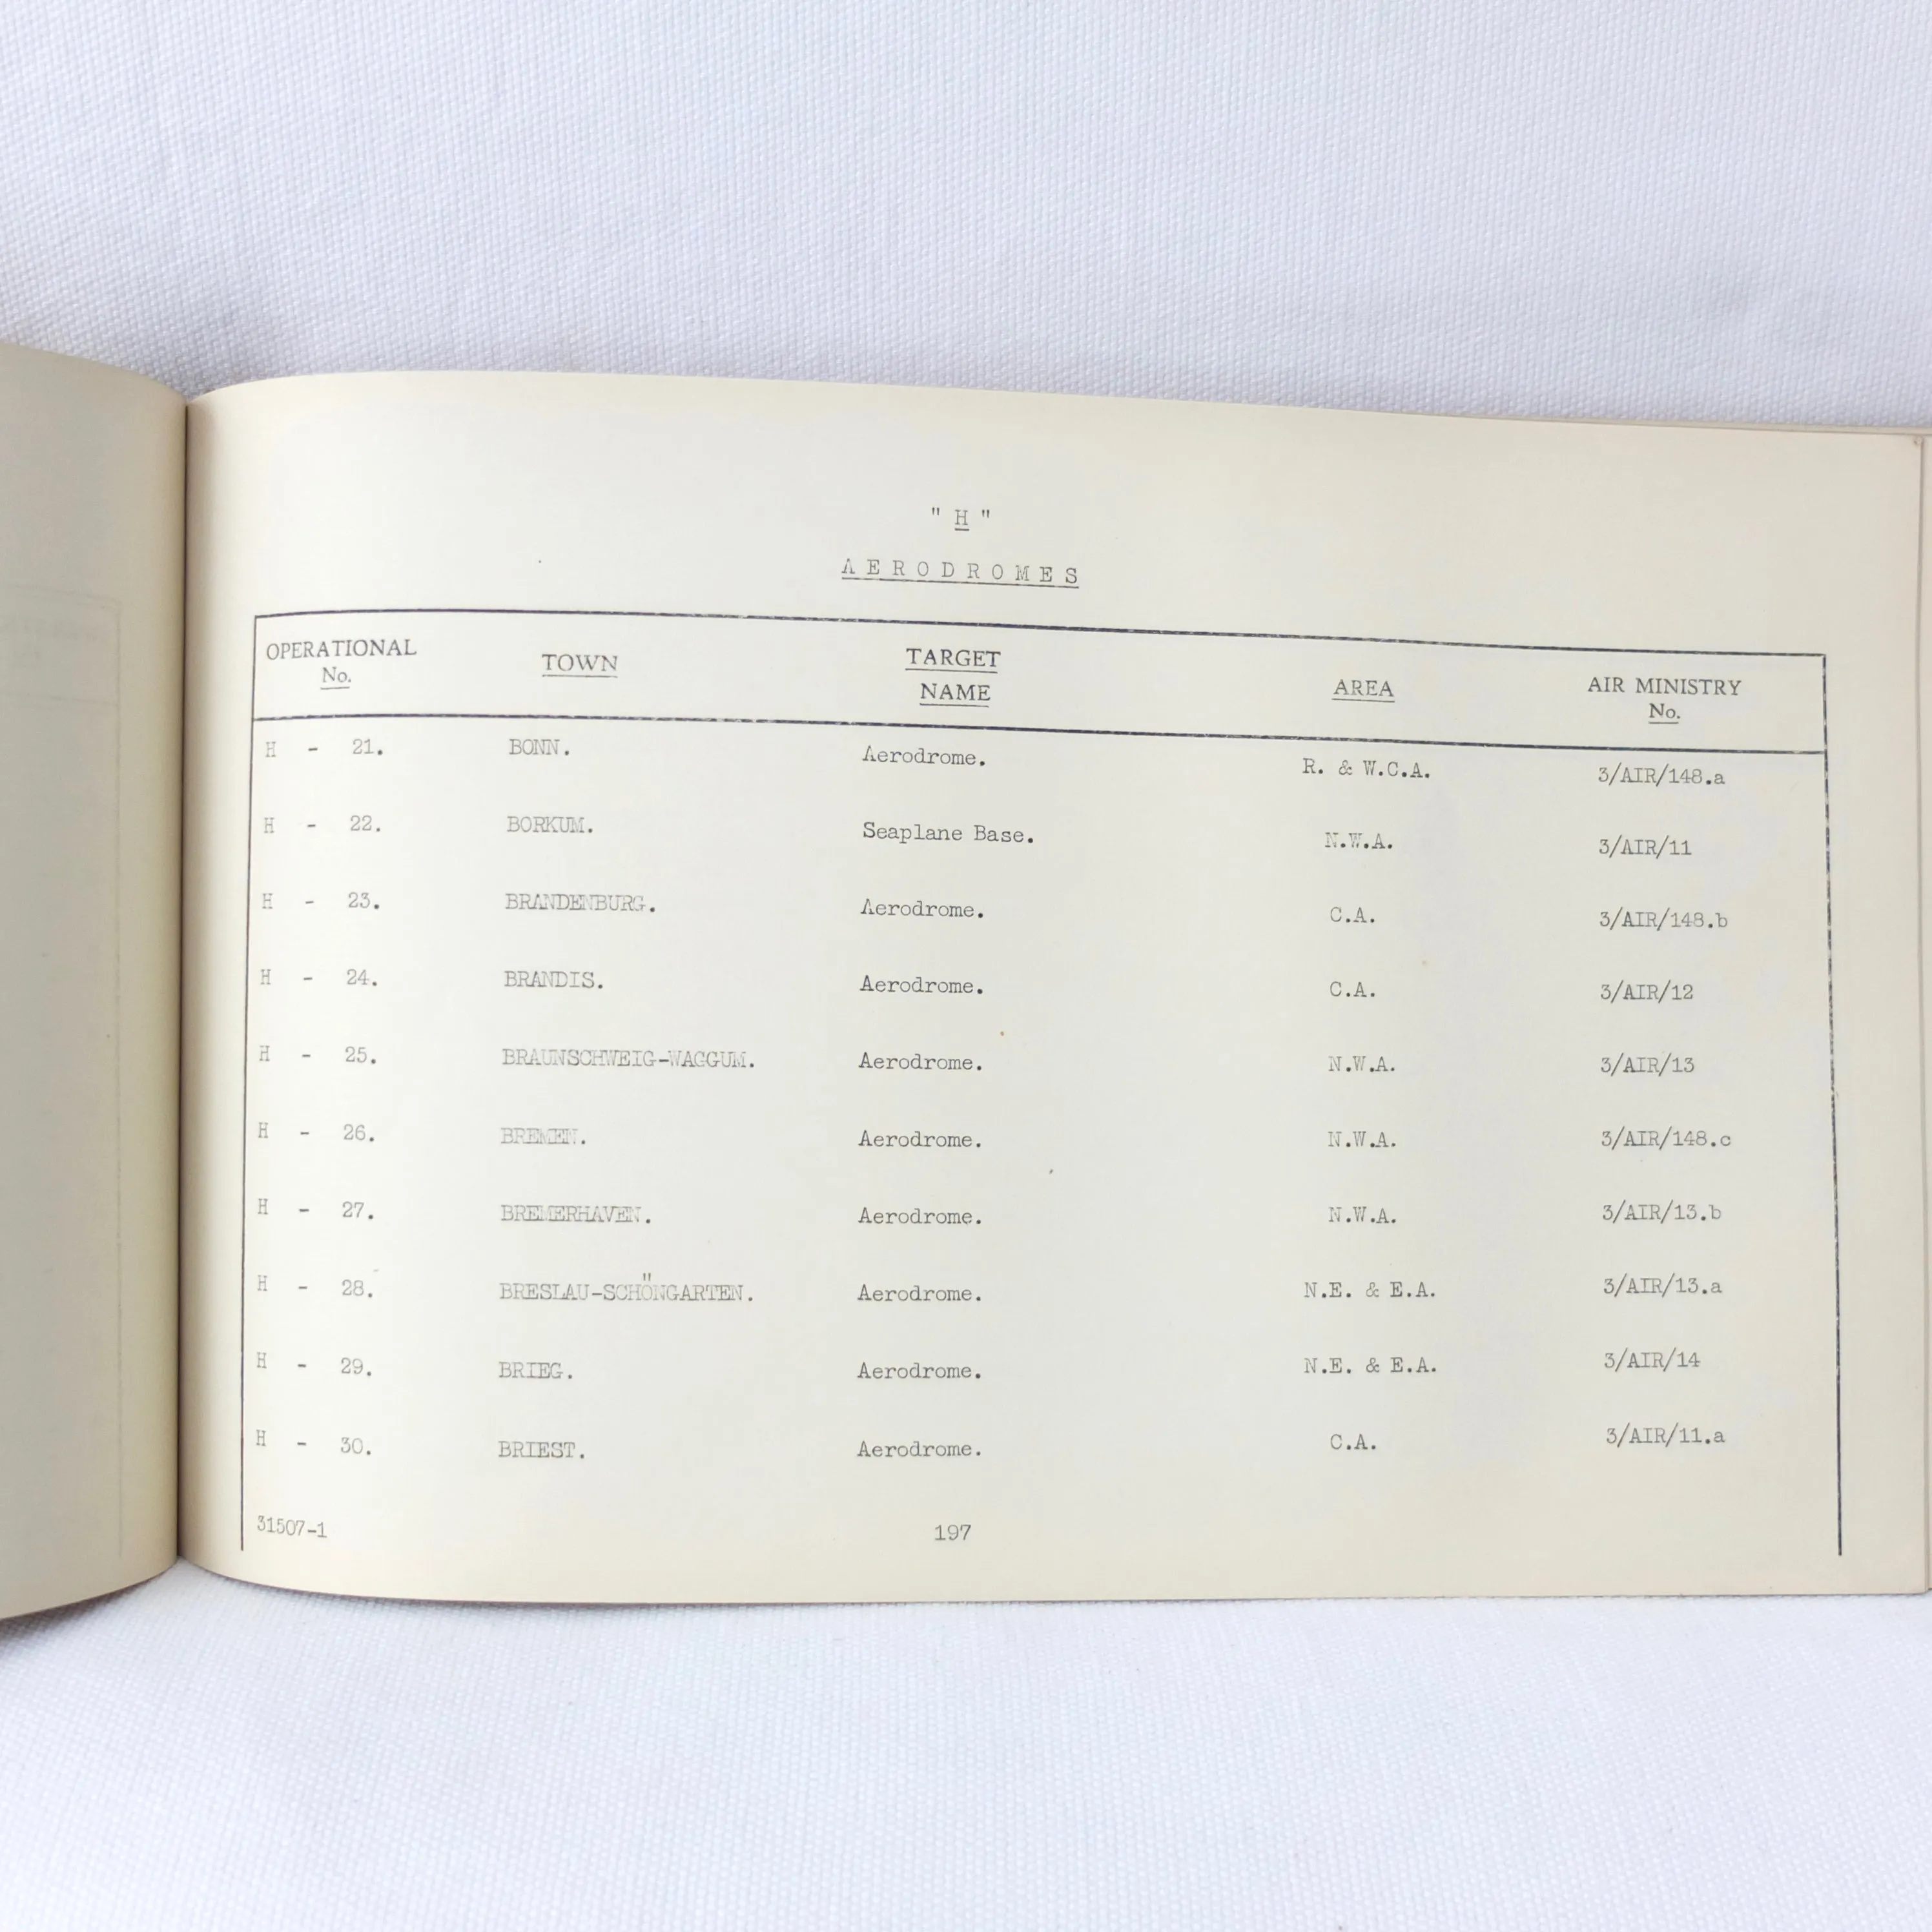 " H "
AERODROMES
OPERATIONAL No. TOWN TARGET NAME AREA AIR MINISTRY No.
H - 21. BONN. Aerodrome. R. & W.C.A. 3/AIR/148.a
H - 22. BORKUM. Seaplane Base. N.W.A. 3/AIR/11
H - 23. BRANDENBURG. Aerodrome. C.A. 3/AIR/148.b
H - 24. BRANDIS. Aerodrome. C.A. 3/AIR/12
H - 25. BRAUNSCHWEIG-WAGGUM. Aerodrome. N.W.A. 3/AIR/13
H - 26. BREMEN. Aerodrome. N.W.A. 3/AIR/148.c
H - 27. BREMERHAVEN. Aerodrome. N.W.A. 3/AIR/13.b
H - 28. BRESLAU-SCHÖNGARTEN. Aerodrome. N.E. & E.A. 3/AIR/13.a
H - 29. BRIEG. Aerodrome. N.E. & E.A. 3/AIR/14
H - 30. BRIEST. Aerodrome. C.A. 3/AIR/11.a
31507-1 197